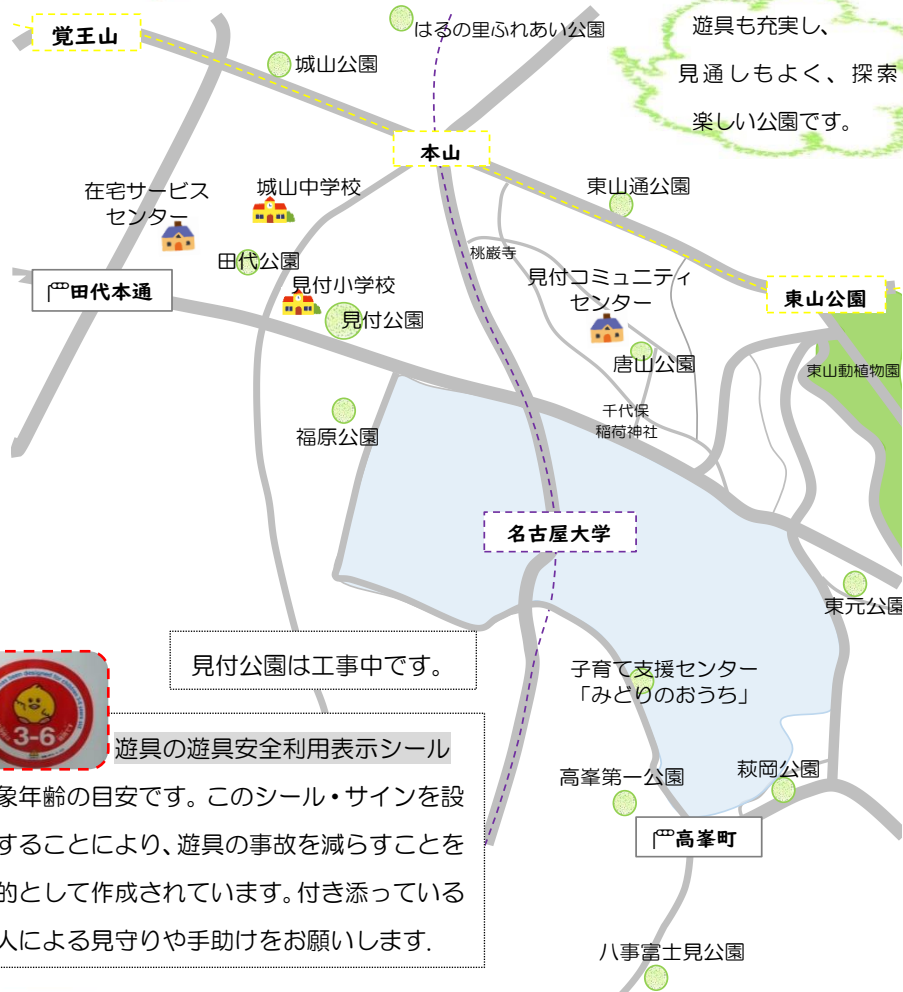 覚王山
はるの里ふれあい公園
遊具も充実し、
見通しもよく、探索
楽しい公園です。
城山公園
本山
在宅サービス
センター
城山中学校
東山通公園
田代公園
桃巌寺
見付コミュニティ
センター
田代本通
見付小学校
見付公園
東山公園
唐山公園
東山動植物園
福原公園
千代保
稲荷神社
名古屋大学
東元公園
見付公園は工事中です。
子育て支援センター
「みどりのおうち」
3-6
遊具の遊具安全利用表示シール
象年齢の目安です。このシール・サインを設
することにより、遊具の事故を減らすことを
的として作成されています。付き添っている
人による見守りや手助けをお願いします.
高峯第一公園
萩岡公園
高峯町
八事富士見公園